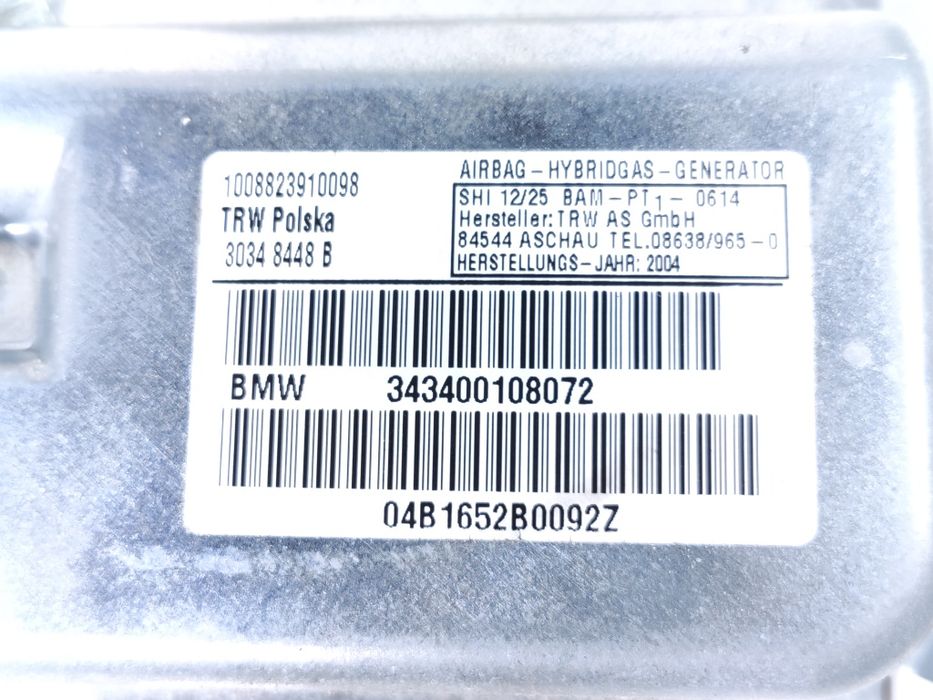 1008823910098
TRW Polska
3034 8448 B
AIRBAG-HYBRIDGAS-GENERATOR
SHI 12/25 BAM-PT1-0614
Hersteller: TRW AS GmbH
84544 ASCHAU TEL.08638/965-0
HERSTELLUNGS-JAHR: 2004
BMW 343400108072
04B1652B0092Z